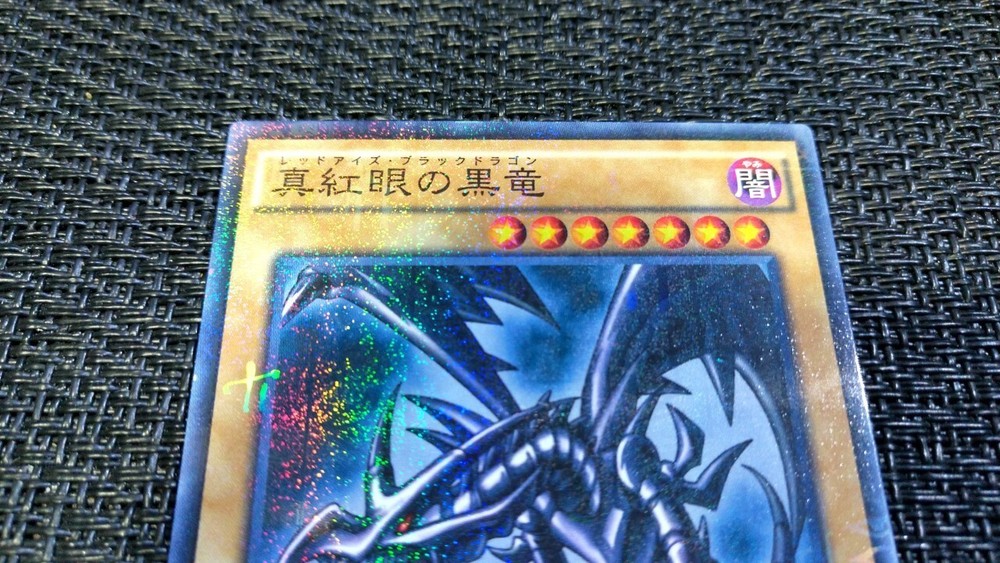 レッドアイズ・ブラックドラゴン
真紅眼の黒竜
やみ
闇